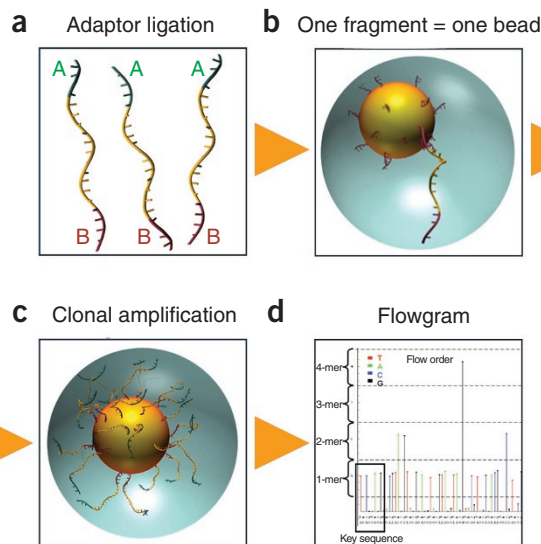 a Adaptor ligation
A A A
B B B
b One fragment = one bead
c Clonal amplification
d Flowgram
T
A
C
G
Flow order
4-mer
3-mer
2-mer
1-mer
Key sequence